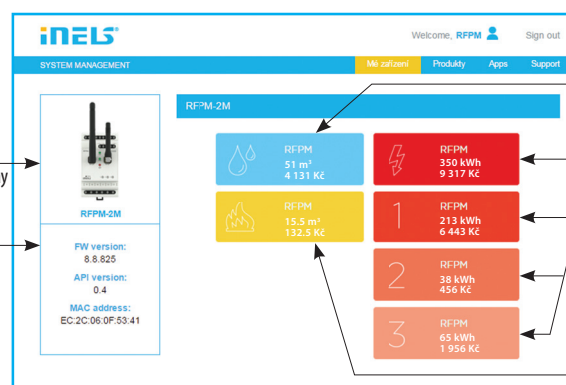 iNELS
Welcome, RFPM
Sign out
SYSTEM MANAGEMENT
Mé zařízení
Produkty
Apps
Support
RFPM-2M
RFPM
51 m³
4 131 Kč
RFPM
350 kWh
9 317 Kč
RFPM
15.5 m³
132.5 Kč
1
RFPM
213 kWh
6 443 Kč
2
RFPM
38 kWh
456 Kč
3
RFPM
65 kWh
1 956 Kč
RFPM-2M
FW version:
8.8.825
API version:
0.4
MAC address:
EC:2C:06:0F:53:41